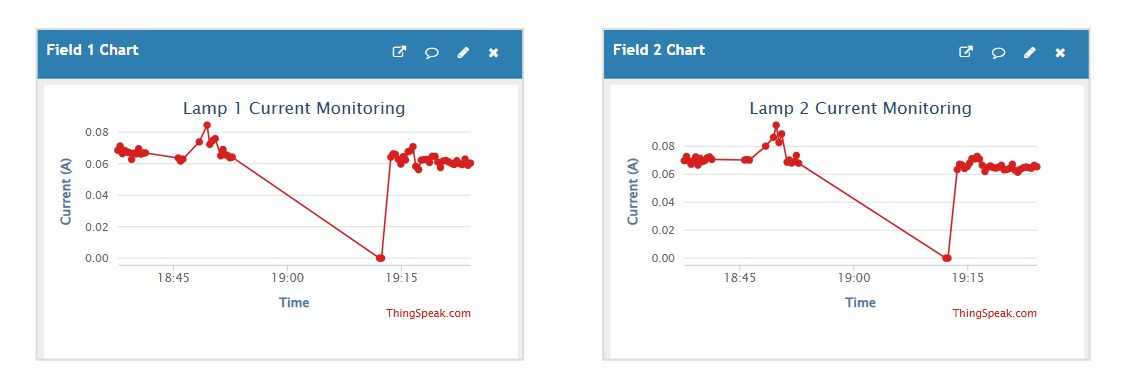 Field 1 Chart
Lamp 1 Current Monitoring
Current (A)
0.08
0.06
0.04
0.02
0.00
18:45 19:00 19:15
Time
ThingSpeak.com
Field 2 Chart
Lamp 2 Current Monitoring
Current (A)
0.08
0.06
0.04
0.02
0.00
18:45 19:00 19:15
Time
ThingSpeak.com